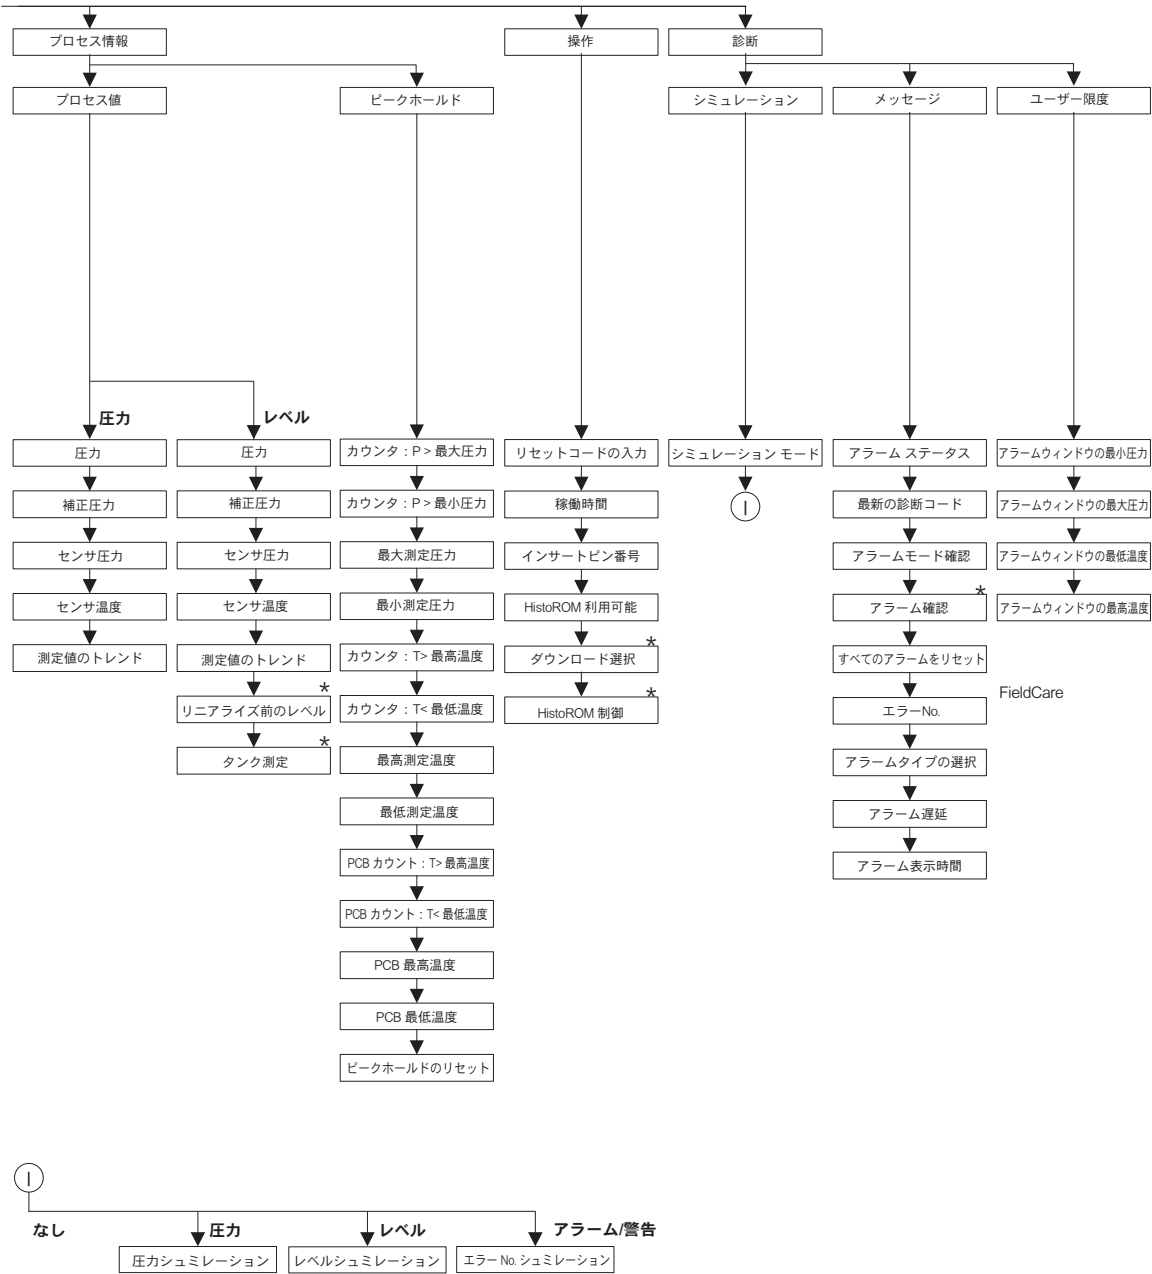 プロセス情報
操作
診断
プロセス値
ピークホールド
シミュレーション
メッセージ
ユーザー限度
圧力
レベル
圧力
補正圧力
センサ圧力
センサ温度
測定値のトレンド
圧力
補正圧力
センサ圧力
センサ温度
測定値のトレンド
*
リニアライズ前のレベル
*
タンク測定
カウンタ：P > 最大圧力
カウンタ：P > 最小圧力
最大測定圧力
最小測定圧力
カウンタ：T> 最高温度
カウンタ：T< 最低温度
最高測定温度
最低測定温度
PCB カウント：T> 最高温度
PCB カウント：T< 最低温度
PCB 最高温度
PCB 最低温度
ピークホールドのリセット
リセットコードの入力
稼働時間
インサートピン番号
HistoROM 利用可能
*
ダウンロード選択
*
HistoROM 制御
シミュレーション モード
I
アラーム ステータス
最新の診断コード
アラームモード確認
*
アラーム確認
すべてのアラームをリセット
エラーNo.
アラームタイプの選択
アラーム遅延
アラーム表示時間
アラームウィンドウの最小圧力
アラームウィンドウの最大圧力
アラームウィンドウの最低温度
アラームウィンドウの最高温度
FieldCare
I
なし
圧力
レベル
アラーム/警告
圧力シュミレーション
レベルシュミレーション
エラー No. シュミレーション